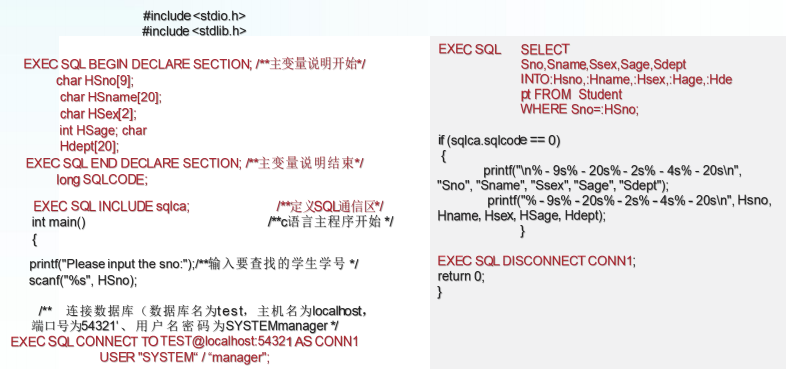 #include <stdio.h>
#include <stdlib.h>
EXEC SQL BEGIN DECLARE SECTION; /**主变量说明开始*/
char HSno[9];
char HSname[20];
char HSex[2];
int HSage; char
Hdept[20];
EXEC SQL END DECLARE SECTION; /**主变量说明结束*/
long SQLCODE;
EXEC SQL INCLUDE sqlca; /**定义SQL通信区*/
int main() /**c语言主程序开始 */
{
printf("Please input the sno:");/**输入要查找的学生学号 */
scanf("%s", HSno);
/** 连接数据库（数据库名为test，主机名为localhost，
端口号为54321'、用户名密码为SYSTEMmanager */
EXEC SQL CONNECT TO TEST@localhost:54321 AS CONN1
USER "SYSTEM“ / “manager";
EXEC SQL SELECT
Sno,Sname,Ssex,Sage,Sdept
INTO:Hsno,:Hname,:Hsex,:Hage,:Hde
pt FROM Student
WHERE Sno=:HSno;
if (sqlca.sqlcode == 0)
{
printf("\n% - 9s% - 20s% - 2s% - 4s% - 20s\n",
"Sno", "Sname", "Ssex", "Sage", "Sdept");
printf("% - 9s% - 20s% - 2s% - 4s% - 20s\n", Hsno,
Hname, Hsex, HSage, Hdept);
}
EXEC SQL DISCONNECT CONN1;
return 0;
}